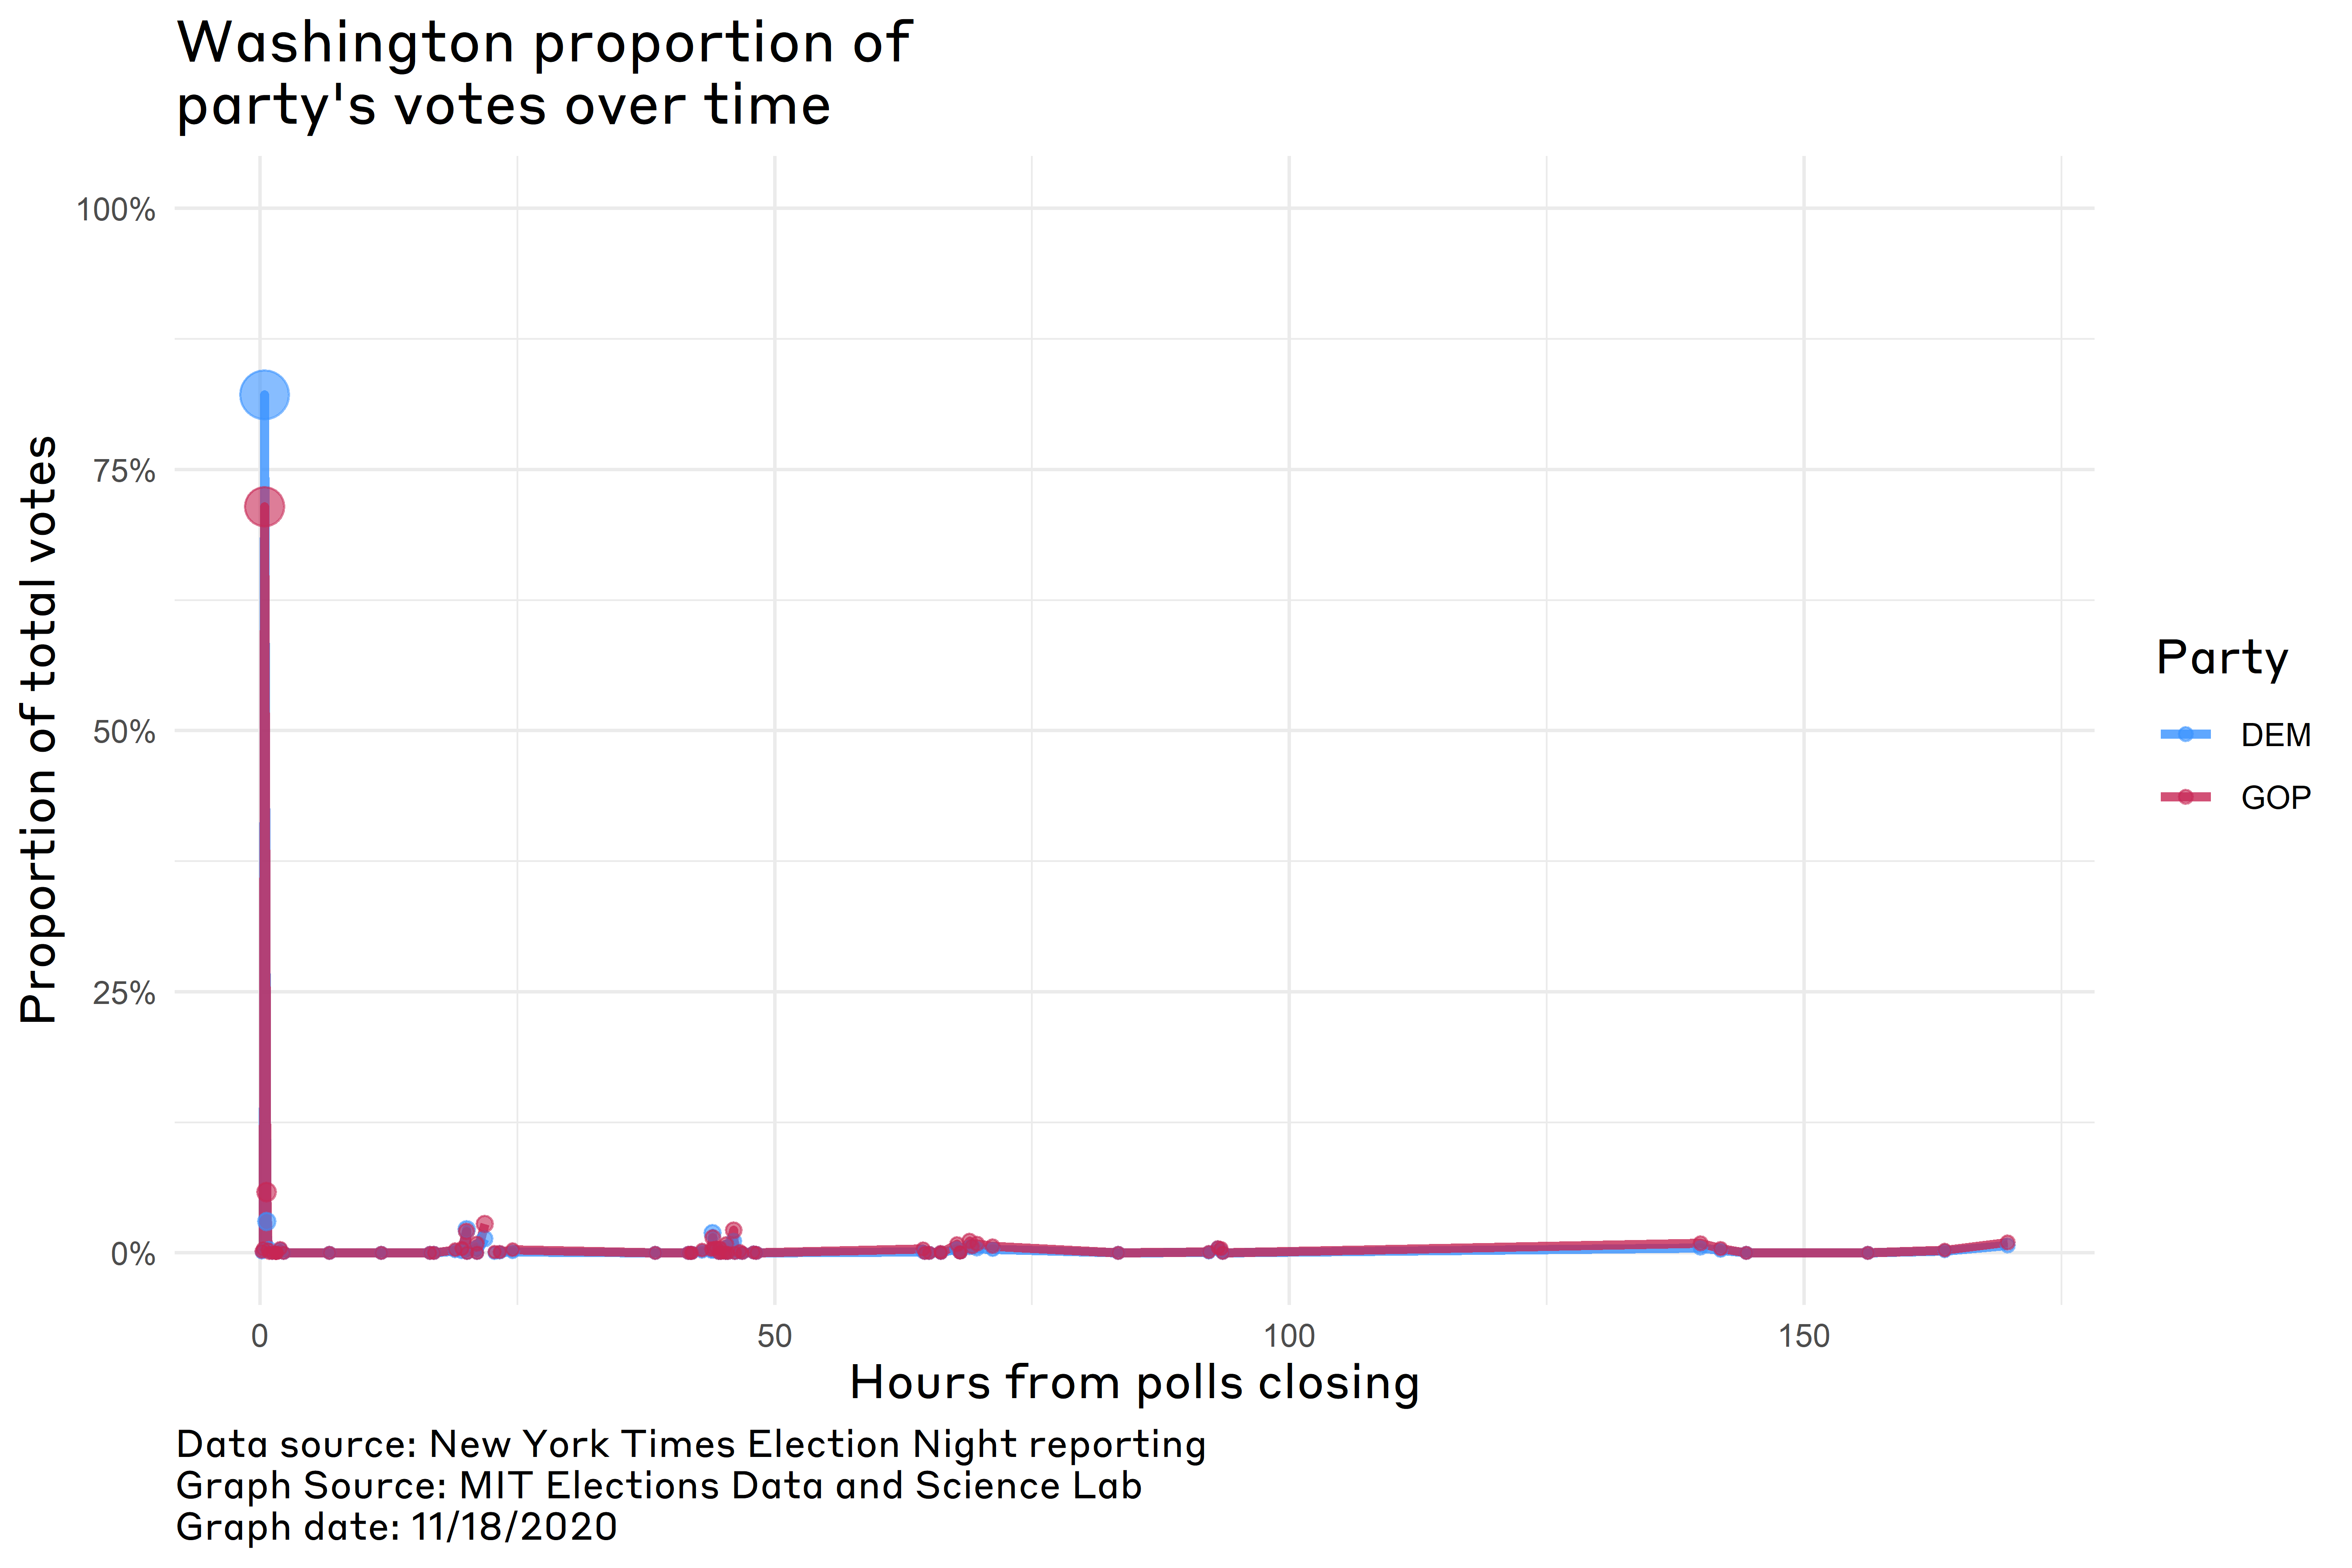 Washington proportion of
party's votes over time
Proportion of total votes
100%
75%
50%
25%
0%
0 50 100 150
Hours from polls closing
Party
DEM
GOP
Data source: New York Times Election Night reporting
Graph Source: MIT Elections Data and Science Lab
Graph date: 11/18/2020